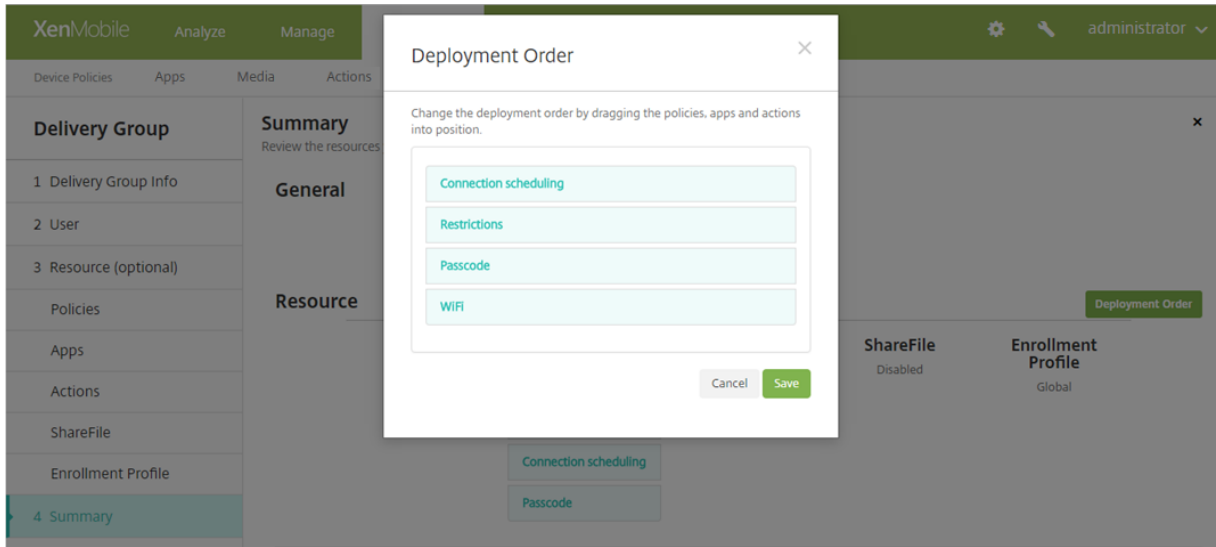 XenMobile Analyze Manage administrator
Device Policies Apps Media Actions
Deployment Order
Change the deployment order by dragging the policies, apps and actions
into position.
Connection scheduling
Restrictions
Passcode
WiFi
Cancel Save
Delivery Group
1 Delivery Group Info
2 User
3 Resource (optional)
Policies
Apps
Actions
ShareFile
Enrollment Profile
4 Summary
Summary
Review the resources
General
Resource
Deployment Order
ShareFile
Disabled
Enrollment
Profile
Global
Connection scheduling
Passcode